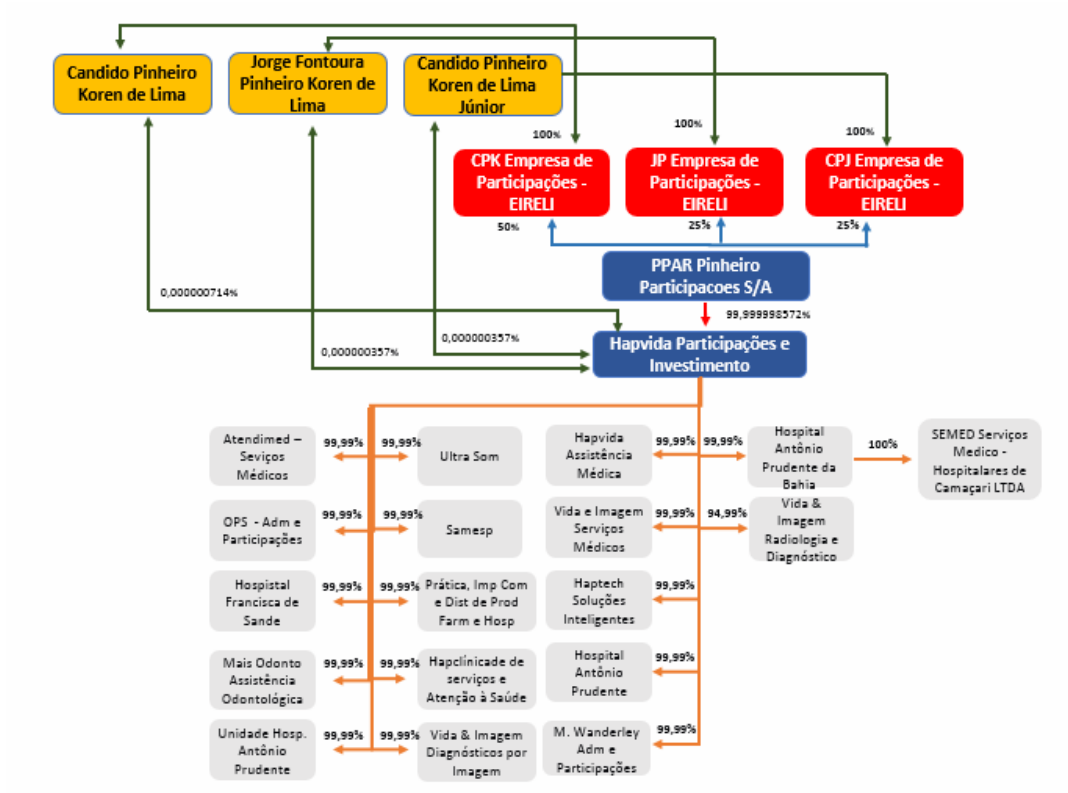 Candido Pinheiro
Koren de Lima
Jorge Fontoura
Pinheiro Koren de
Lima
Candido Pinheiro
Koren de Lima
Júnior
100%
100%
100%
CPK Empresa de
Participações -
EIRELI
JP Empresa de
Participações -
EIRELI
CPJ Empresa de
Participações -
EIRELI
50%
25%
25%
PPAR Pinheiro
Participacoes S/A
0,000000714%
99,999998572%
0,000000357%
0,000000357%
Hapvida Participações e
Investimento
Atendimed –
Seviços
Médicos
99,99%
99,99%
Ultra Som
Hapvida
Assistência
Médica
99,99%
99,99%
Hospital
Antônio
Prudente da
Bahia
100%
SEMED Serviços
Medico -
Hospitalares de
Camaçari LTDA
OPS - Adm e
Participações
99,99%
99,99%
Samesp
Vida e Imagem
Serviços
Médicos
99,99%
94,99%
Vida &
Imagem
Radiologia e
Diagnóstico
Hospistal
Francisca de
Sande
99,99%
99,99%
Prática, Imp Com
e Dist de Prod
Farm e Hosp
Haptech
Soluções
Inteligentes
99,99%
Mais Odonto
Assistência
Odontológica
99,99%
99,99%
Hapclínicade de
serviços e
Atenção à Saúde
Hospital
Antônio
Prudente
99,99%
Unidade Hosp.
Antônio
Prudente
99,99%
99,99%
Vida & Imagem
Diagnósticos por
Imagem
M. Wanderley
Adm e
Participações
99,99%